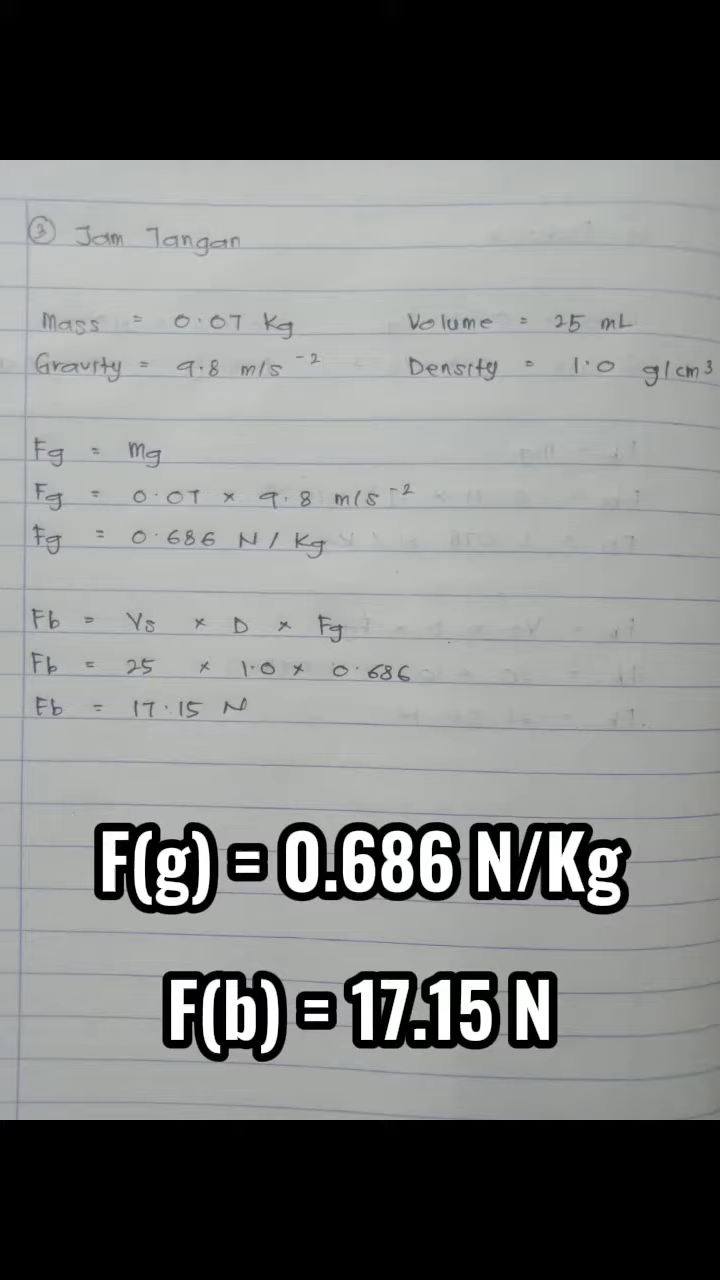 ③ Jam Tangan
Mass = 0.07 Kg
Volume = 25 mL
Gravity = 9.8 m/s⁻²
Density = 1.0 g/cm³
Fg = mg
Fg = 0.07 × 9.8 m/s⁻²
Fg = 0.686 N/Kg
Fb = Vs × D × Fg
Fb = 25 × 1.0 × 0.686
Fb = 17.15 N
F(g) = 0.686 N/Kg
F(b) = 17.15 N